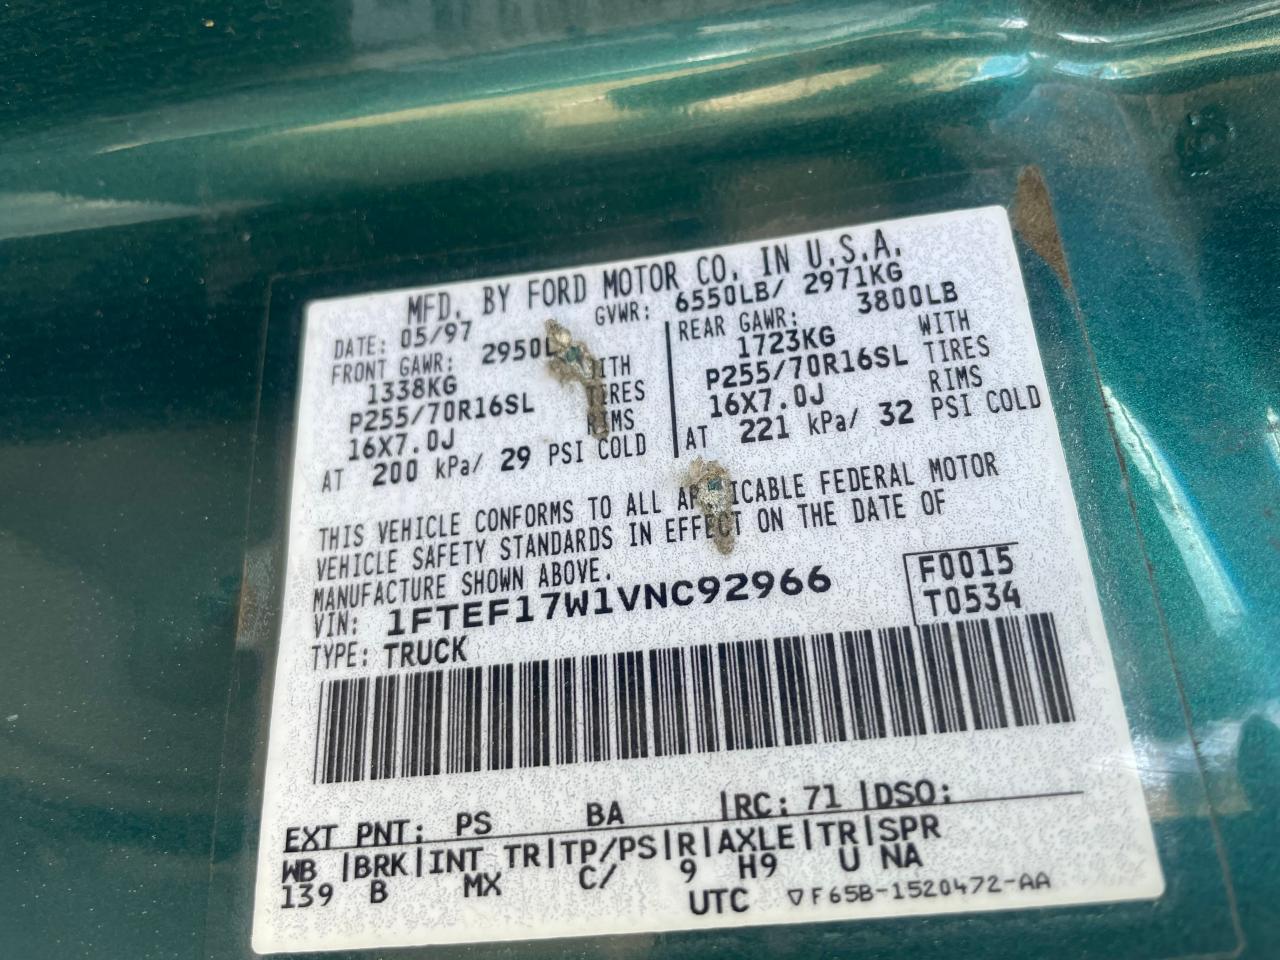 MFD. BY FORD MOTOR CO. IN U.S.A.
DATE: 05/97 GVWR: 6550LB/ 2971KG
FRONT GAWR: 2950L
1338KG WITH
P255/70R16SL TIRES
16X7.0J RIMS
AT 200 kPa/ 29 PSI COLD
REAR GAWR: 3800LB
1723KG WITH
P255/70R16SL TIRES
16X7.0J RIMS
AT 221 kPa/ 32 PSI COLD
THIS VEHICLE CONFORMS TO ALL APPLICABLE FEDERAL MOTOR
VEHICLE SAFETY STANDARDS IN EFFECT ON THE DATE OF
MANUFACTURE SHOWN ABOVE.
VIN: 1FTEF17W1VNC92966
F0015
T0534
TYPE: TRUCK
EXT PNT: PS BA |RC: 71 |DSO:
WB |BRK|INT TR|TP/PS|R|AXLE|TR|SPR
139 B MX C/ 9 H9 U NA
UTC ▽F65B-1520472-AA